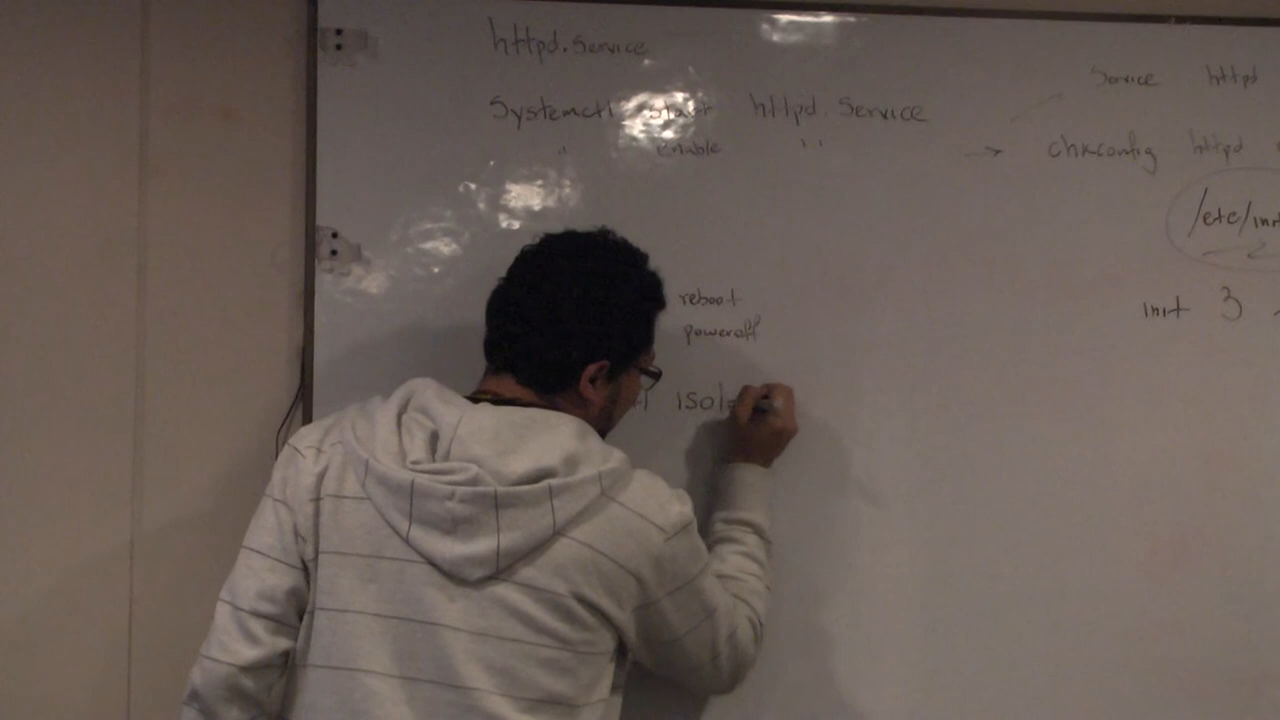 httpd.service
Systemctl start httpd.Service
" enable " 
Service httpd
→ chkconfig httpd
/etc/ini
init 3
reboot
poweroff
isol